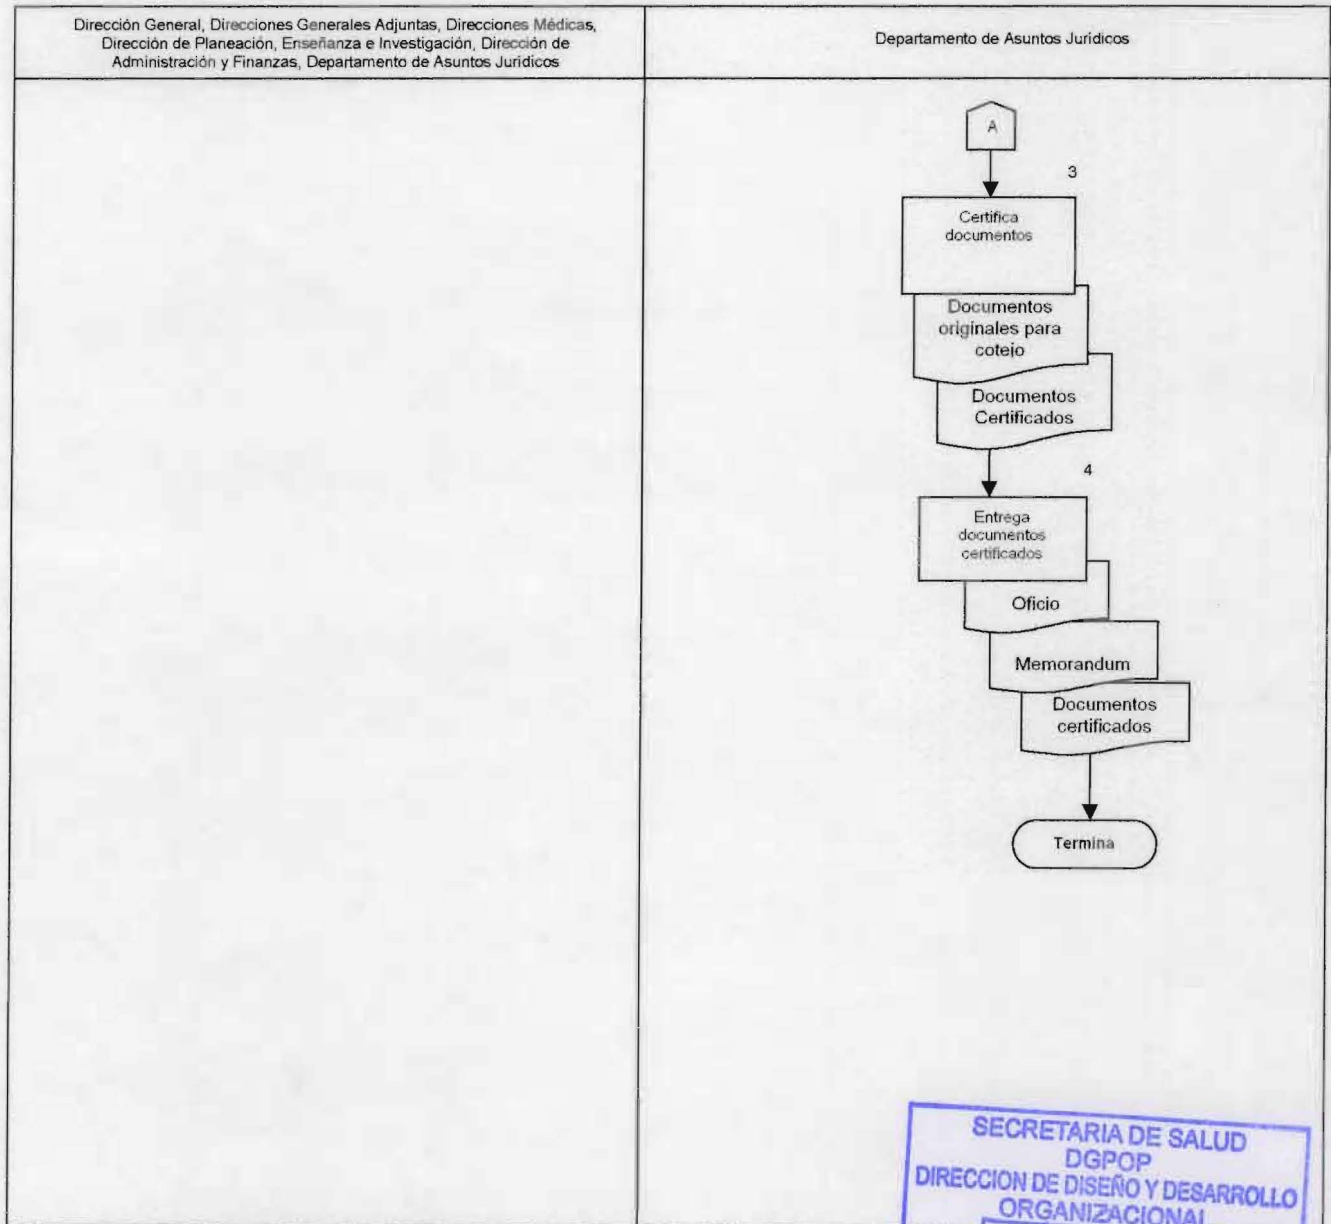 Dirección General, Direcciones Generales Adjuntas, Direcciones Médicas,
Dirección de Planeación, Enseñanza e Investigación, Dirección de
Administración y Finanzas, Departamento de Asuntos Juridicos
Departamento de Asuntos Juridicos
A
3
Certifica
documentos
Documentos
originales para
cotejo
Documentos
Certificados
4
Entrega
documentos
certificados
Oficio
Memorandum
Documentos
certificados
Termina
SECRETARIA DE SALUD
DGPOP
DIRECCION DE DISEÑO Y DESARROLLO
ORGANIZACIONAL